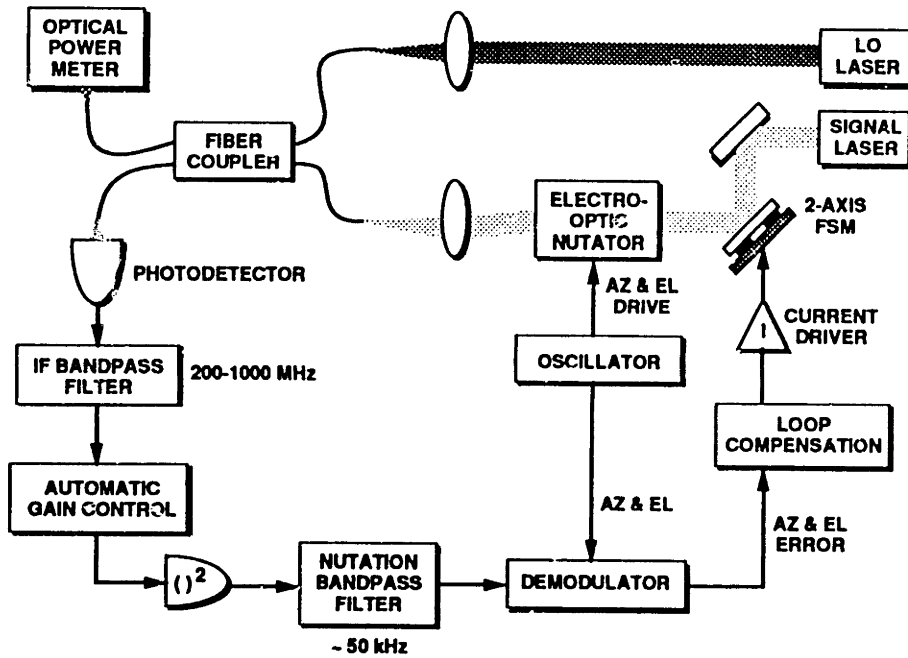 OPTICAL
POWER
METER
LO
LASER
FIBER
COUPLEH
SIGNAL
LASER
ELECTRO-
OPTIC
NUTATOR
2-AXIS
FSM
PHOTODETECTOR
AZ & EL
DRIVE
CURRENT
DRIVER
I
IF BANDPASS
FILTER
200-1000 MHz
OSCILLATOR
LOOP
COMPENSATION
AUTOMATIC
GAIN CONTROL
AZ & EL
AZ & EL
ERROR
( )²
NUTATION
BANDPASS
FILTER
DEMODULATOR
~ 50 kHz